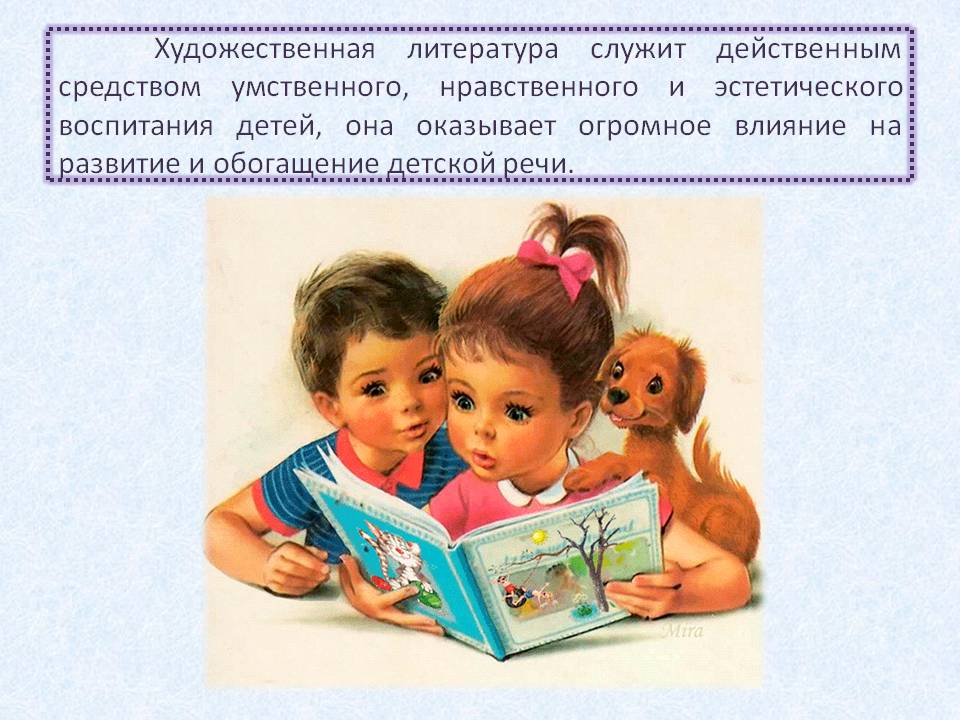 Художественная литература служит действенным
средством умственного, нравственного и эстетического
воспитания детей, она оказывает огромное влияние на
развитие и обогащение детской речи.
Mira